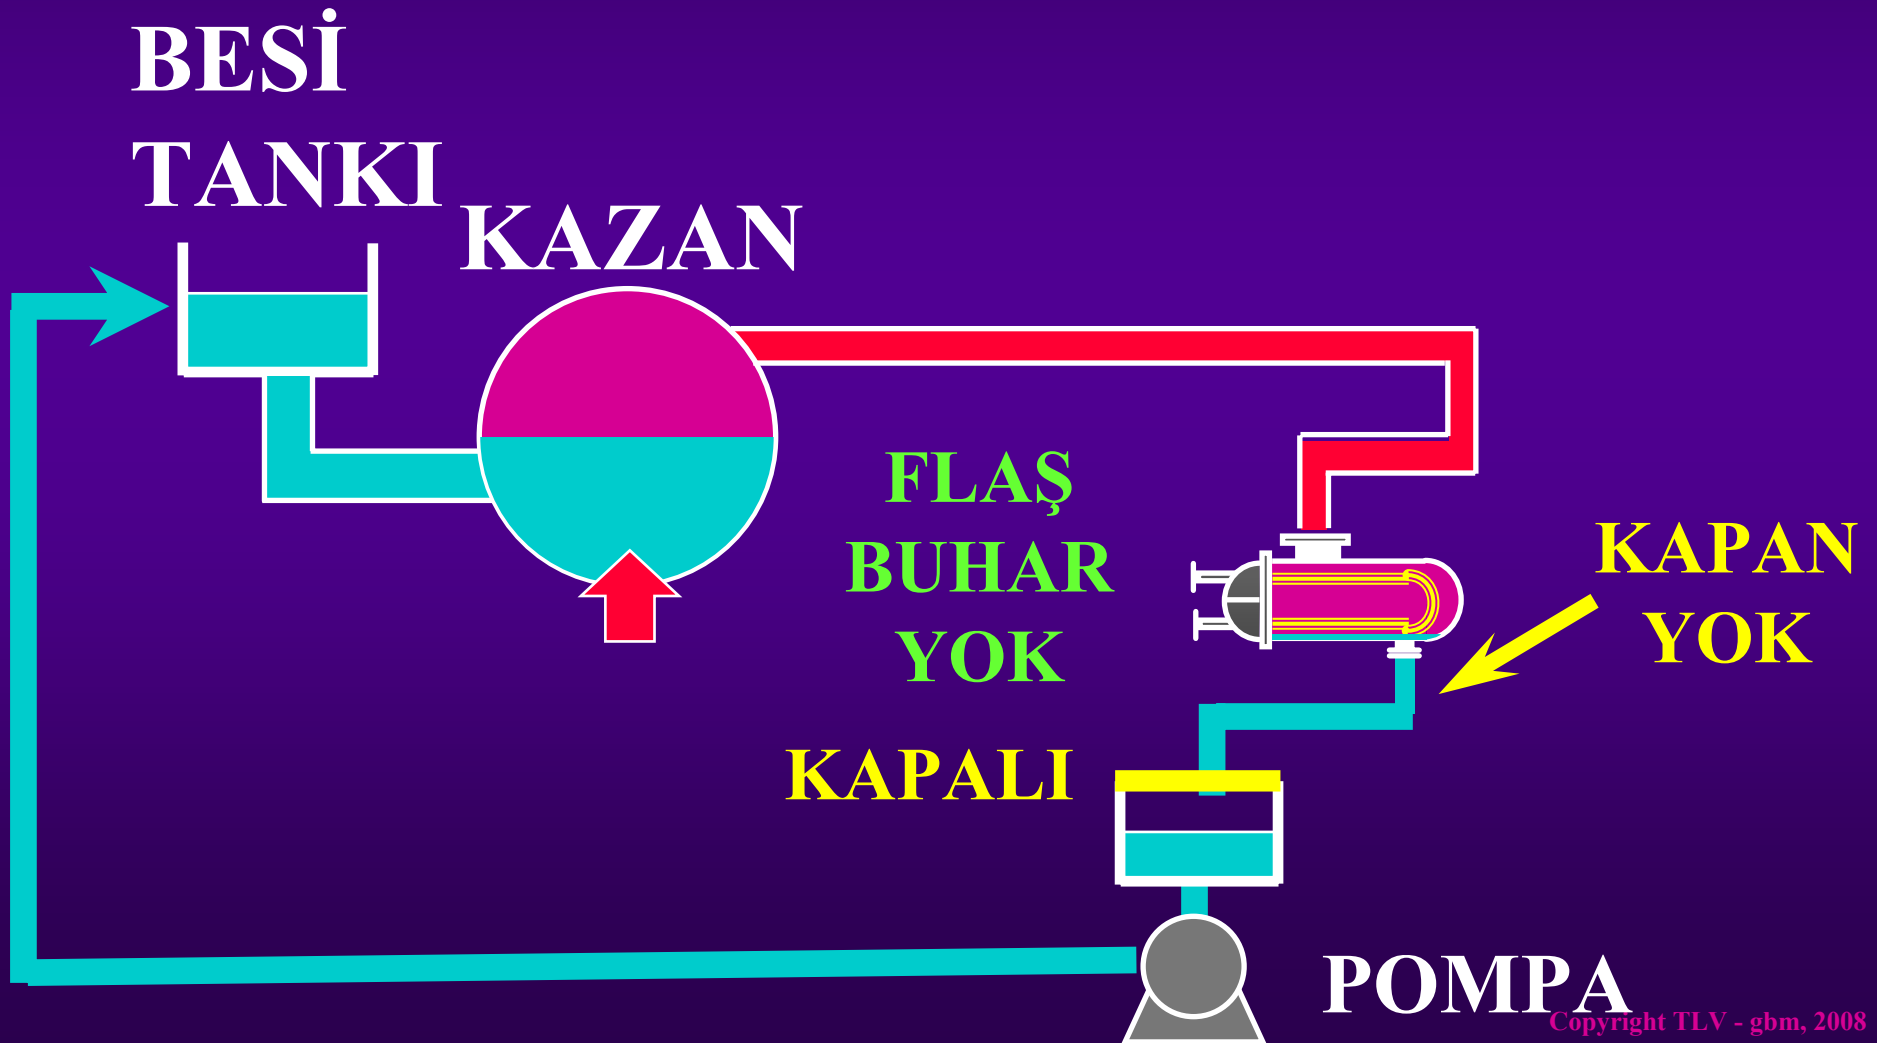 BESİ
TANKI
KAZAN
FLAŞ
BUHAR
YOK
KAPAN
YOK
KAPALI
POMPA
Copyright TLV - gbm, 2008